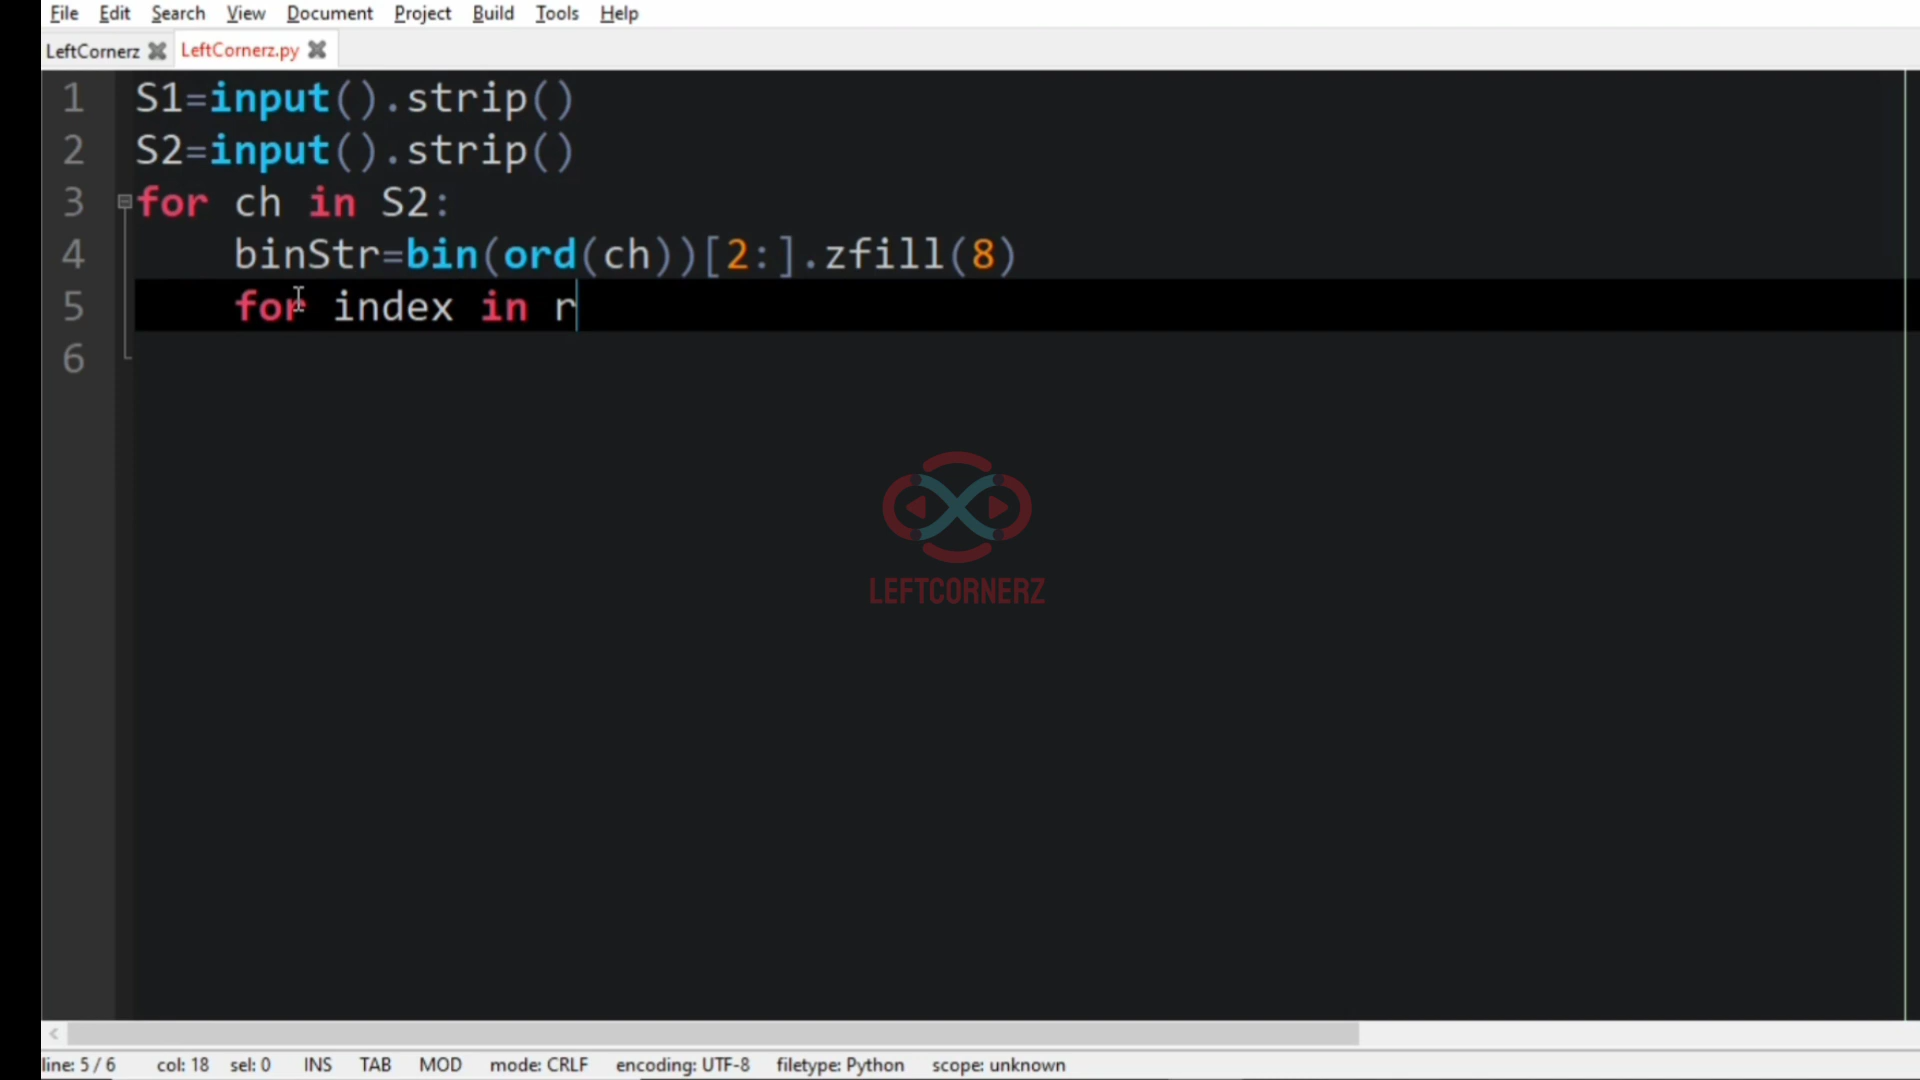 File Edit Search View Document Project Build Tools Help
LeftCornerz LeftCornerz.py
1 S1=input().strip()
2 S2=input().strip()
3 for ch in S2:
4 binStr=bin(ord(ch))[2:].zfill(8)
5 for index in r
6
LEFTCORNERZ
line: 5 / 6 col: 18 sel: 0 INS TAB MOD mode: CRLF encoding: UTF-8 filetype: Python scope: unknown